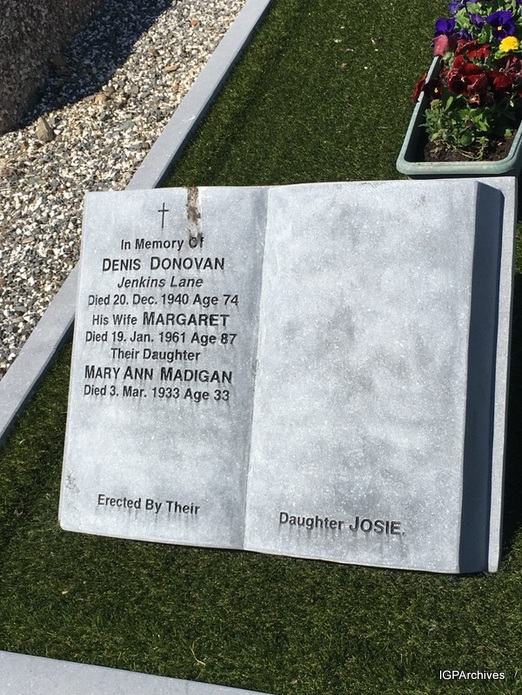 In Memory Of
DENIS DONOVAN
Jenkins Lane
Died 20. Dec. 1940 Age 74
His Wife MARGARET
Died 19. Jan. 1961 Age 87
Their Daughter
MARY ANN MADIGAN
Died 3. Mar. 1933 Age 33
Erected By Their
Daughter JOSIE.
IGPArchives